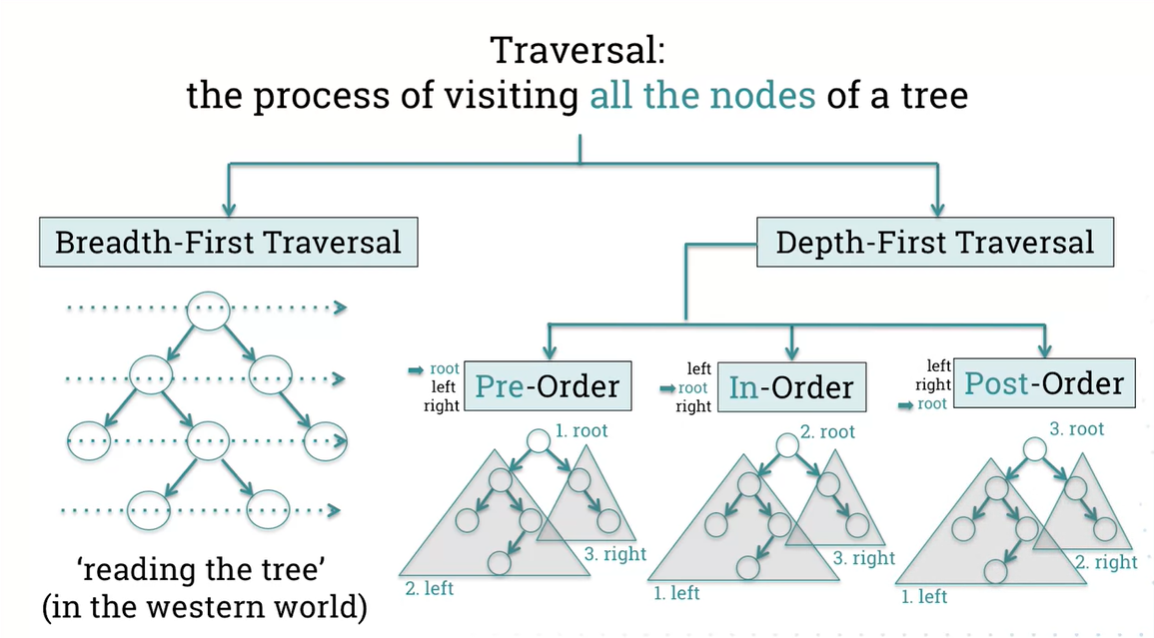 Traversal:
the process of visiting all the nodes of a tree
Breadth-First Traversal
Depth-First Traversal
root
left
right
Pre-Order
left
root
right
In-Order
left
right
root
Post-Order
1. root
2. left
3. right
2. root
1. left
3. right
3. root
1. left
2. right
‘reading the tree’
(in the western world)